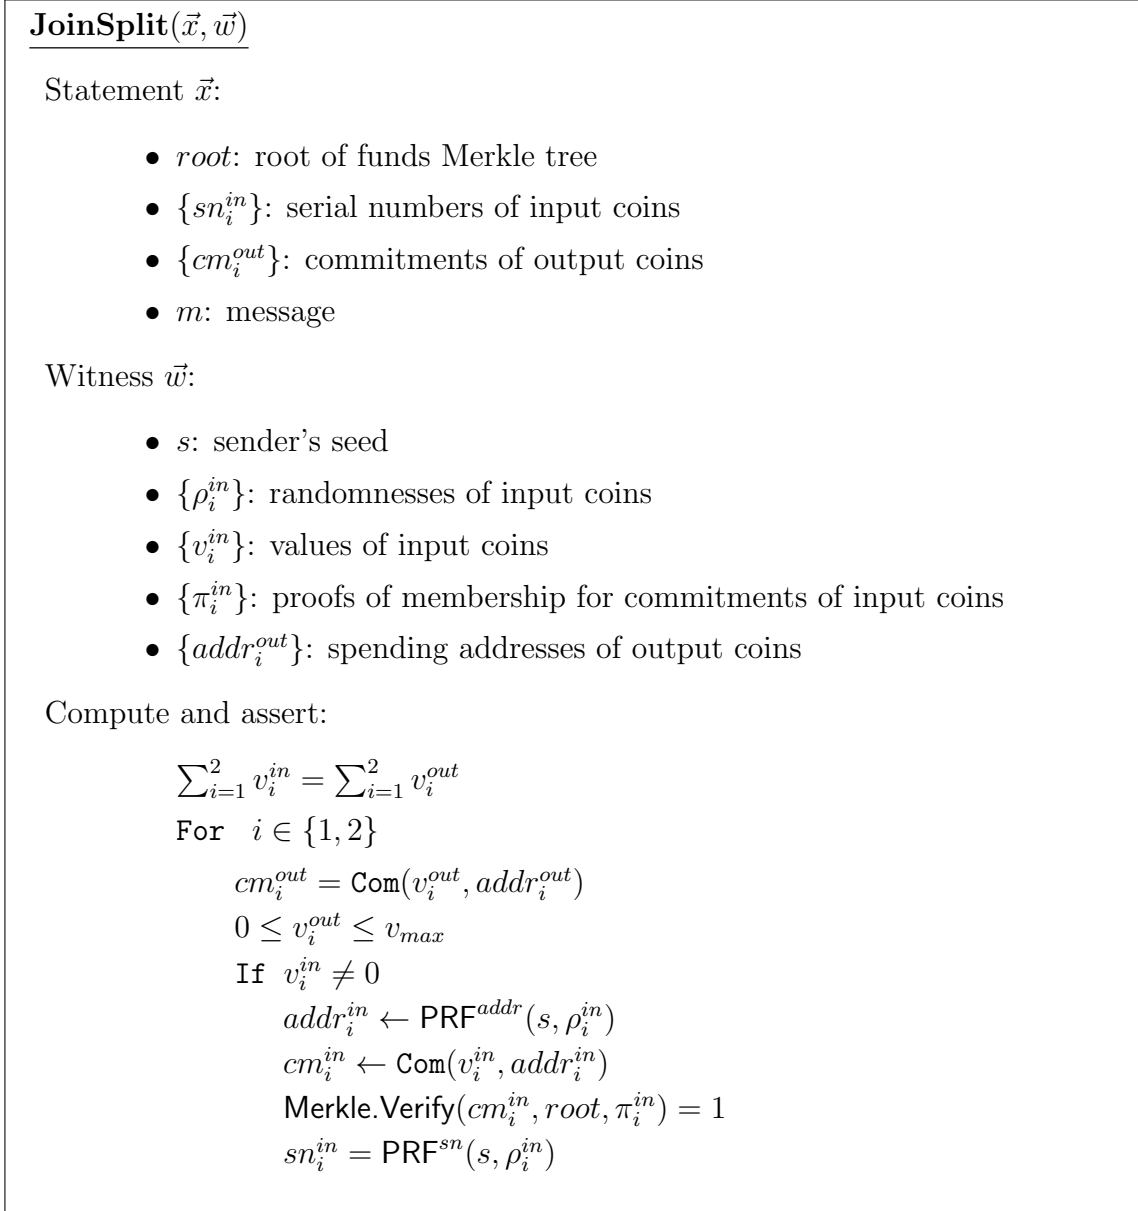 JoinSplit(x⃗, w⃗)
Statement x⃗:
• root: root of funds Merkle tree
• {sn_i^{in}}: serial numbers of input coins
• {cm_i^{out}}: commitments of output coins
• m: message
Witness w⃗:
• s: sender's seed
• {ρ_i^{in}}: randomnesses of input coins
• {v_i^{in}}: values of input coins
• {π_i^{in}}: proofs of membership for commitments of input coins
• {addr_i^{out}}: spending addresses of output coins
Compute and assert:
∑_{i=1}^{2} v_i^{in} = ∑_{i=1}^{2} v_i^{out}
For i ∈ {1, 2}
cm_i^{out} = Com(v_i^{out}, addr_i^{out})
0 ≤ v_i^{out} ≤ v_{max}
If v_i^{in} ≠ 0
addr_i^{in} ← PRF^{addr}(s, ρ_i^{in})
cm_i^{in} ← Com(v_i^{in}, addr_i^{in})
Merkle.Verify(cm_i^{in}, root, π_i^{in}) = 1
sn_i^{in} = PRF^{sn}(s, ρ_i^{in})